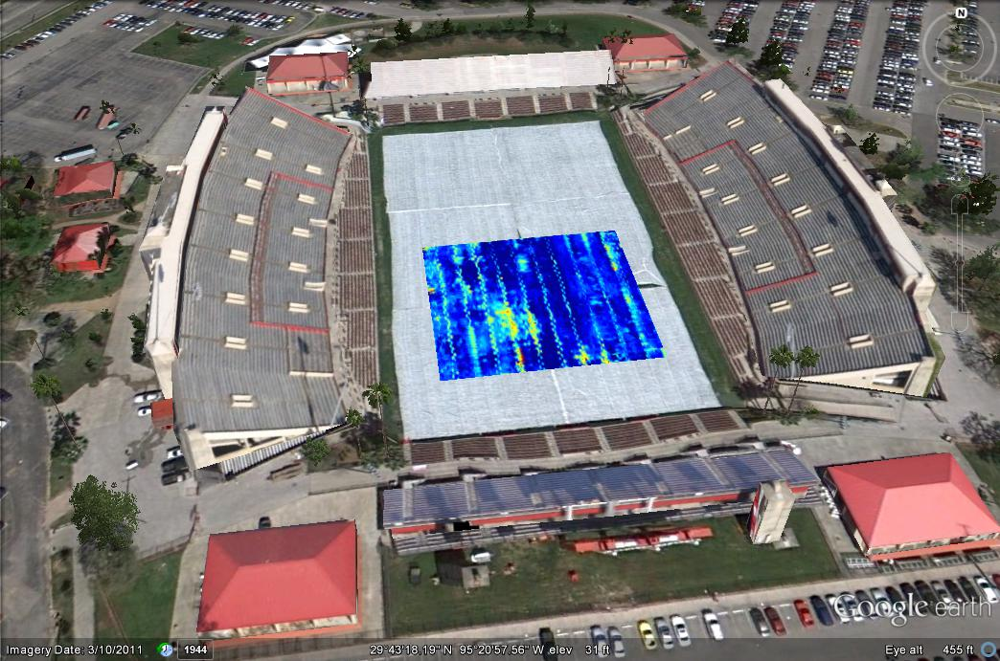 N
Google earth
Imagery Date: 3/10/2011 1944 29°43'18.19" N 95°20'57.56" W elev 31 ft Eye alt 455 ft